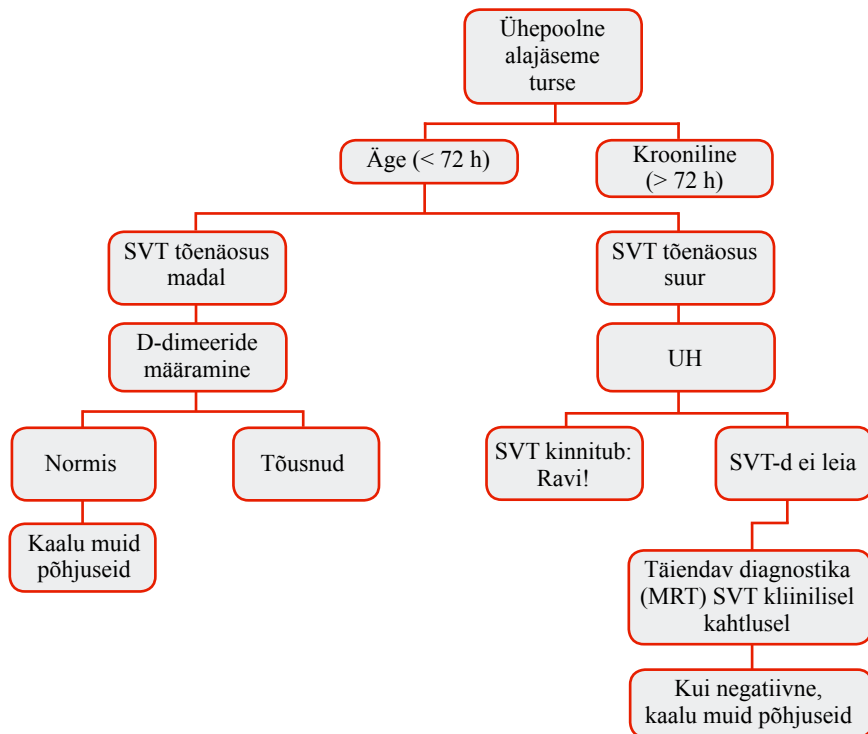 Ühepoolne
alajäseme
turse
Äge (< 72 h)
Krooniline
(> 72 h)
SVT tõenäosus
madal
SVT tõenäosus
suur
D-dimeeride
määramine
UH
Normis
Tõusnud
SVT kinnitub:
Ravi!
SVT-d ei leia
Kaalu muid
põhjuseid
Täiendav diagnostika
(MRT) SVT kliinilisel
kahtlusel
Kui negatiivne,
kaalu muid põhjuseid